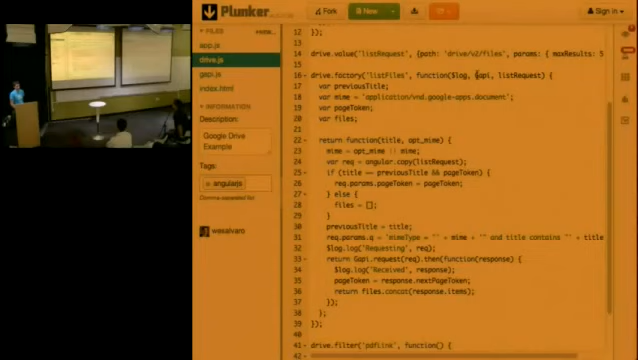 Plunker
Fork
New
Sign in
FILES
app.js
drive.js
gapi.js
index.html
INFORMATION
Google Drive
Example
Tags:
angularjs
Comma-separated list
wesalvaro
12 });
13
14 drive.value('listRequest', {path: 'drive/v2/files', params: { maxResults: 5
15
16 drive.factory('listFiles', function($log, Gapi, listRequest) {
17 var previousTitle;
18 var mime = 'application/vnd.google-apps.document';
19 var pageToken;
20 var files;
21
22 return function(title, opt_mime) {
23 mime = opt_mime || mime;
24 var req = angular.copy(listRequest);
25 if (title == previousTitle && pageToken) {
26 req.params.pageToken = pageToken;
27 } else {
28 files = [];
29 }
30 previousTitle = title;
31 req.params.q = 'mimeType = "' + mime + '" and title contains "' + title
32 $log.log('Requesting', req);
33 return Gapi.request(req).then(function(response) {
34 $log.log('Received', response);
35 pageToken = response.nextPageToken;
36 return files.concat(response.items);
37 });
38 };
39 });
40
41 drive.filter('pdfLink', function() {
42